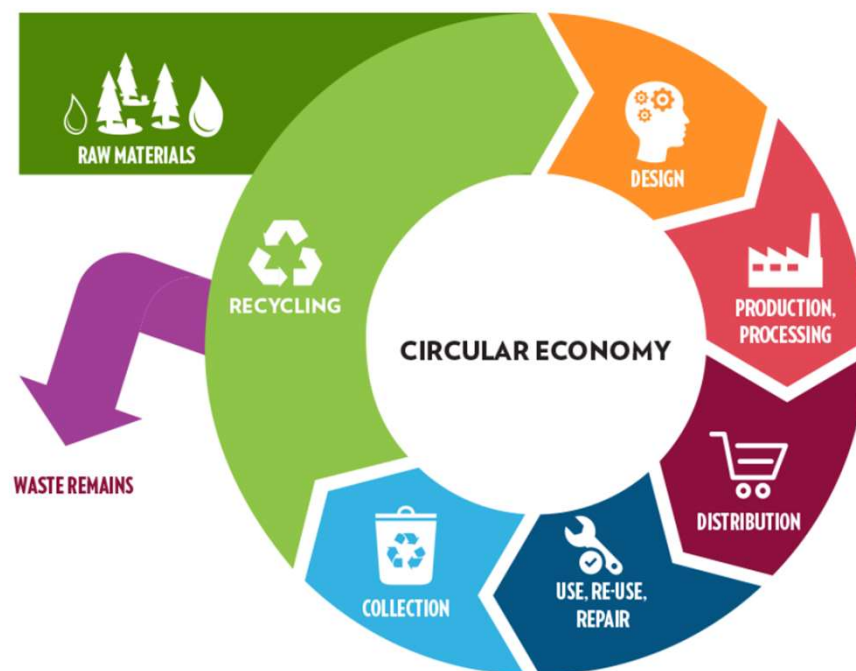 RAW MATERIALS
DESIGN
PRODUCTION,
PROCESSING
DISTRIBUTION
USE, RE-USE,
REPAIR
COLLECTION
RECYCLING
WASTE REMAINS
CIRCULAR ECONOMY